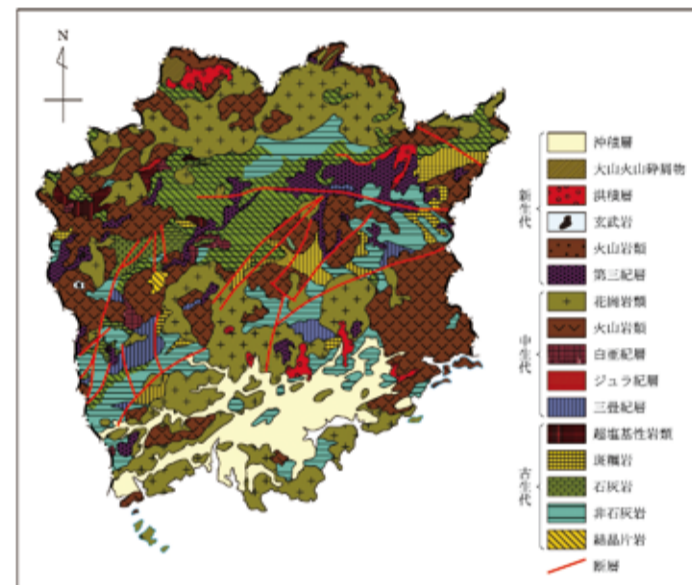 N
新生代
沖積層
大山火山砕屑物
洪積層
玄武岩
火山岩類
第三紀層
中生代
花崗岩類
火山岩類
白亜紀層
ジュラ紀層
三畳紀層
古生代
超塩基性岩類
斑糲岩
石灰岩
非石灰岩
結晶片岩
断層